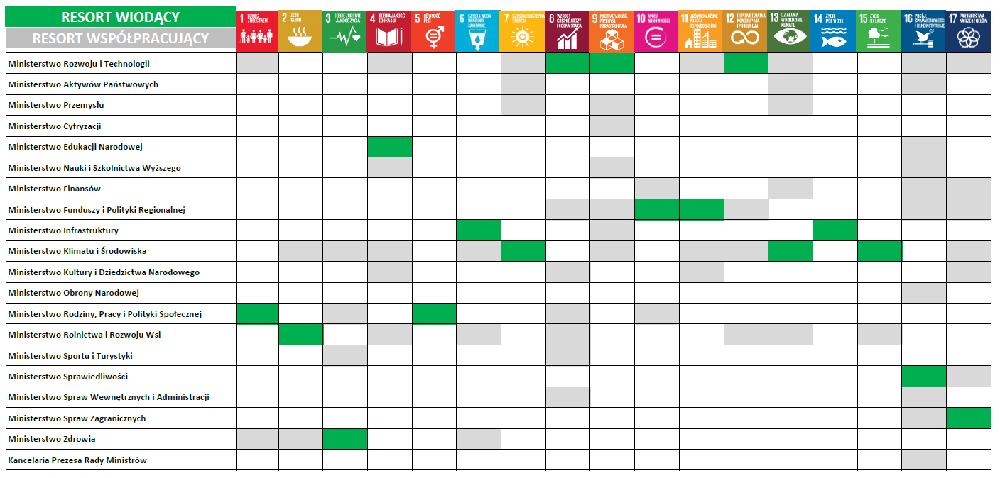 RESORT WIODĄCY
RESORT WSPÓŁPRACUJĄCY
1 KONIEC UBÓSTWA
2 ZERO GŁODU
3 DOBRE ZDROWIE I JAKOŚĆ ŻYCIA
4 DOBRA JAKOŚĆ EDUKACJI
5 RÓWNOŚĆ PŁCI
6 CZYSTA WODA I WARUNKI SANITARNE
7 CZYSTA I DOSTĘPNA ENERGIA
8 WZROST GOSPODARCZY I GODNA PRACA
9 INNOWACYJNOŚĆ, PRZEMYSŁ, INFRASTRUKTURA
10 MNIEJ NIERÓWNOŚCI
11 ZRÓWNOWAŻONE MIASTA I SPOŁECZNOŚCI
12 ODPOWIEDZIALNA KONSUMPCJA I PRODUKCJA
13 DZIAŁANIA W DZIEDZINIE KLIMATU
14 ŻYCIE POD WODĄ
15 ŻYCIE NA LĄDZIE
16 POKÓJ, SPRAWIEDLIWOŚĆ I SILNE INSTYTUCJE
17 PARTNERSTWA NA RZECZ CELÓW
Ministerstwo Rozwoju i Technologii
Ministerstwo Aktywów Państwowych
Ministerstwo Przemysłu
Ministerstwo Cyfryzacji
Ministerstwo Edukacji Narodowej
Ministerstwo Nauki i Szkolnictwa Wyższego
Ministerstwo Finansów
Ministerstwo Funduszy i Polityki Regionalnej
Ministerstwo Infrastruktury
Ministerstwo Klimatu i Środowiska
Ministerstwo Kultury i Dziedzictwa Narodowego
Ministerstwo Obrony Narodowej
Ministerstwo Rodziny, Pracy i Polityki Społecznej
Ministerstwo Rolnictwa i Rozwoju Wsi
Ministerstwo Sportu i Turystyki
Ministerstwo Sprawiedliwości
Ministerstwo Spraw Wewnętrznych i Administracji
Ministerstwo Spraw Zagranicznych
Ministerstwo Zdrowia
Kancelaria Prezesa Rady Ministrów